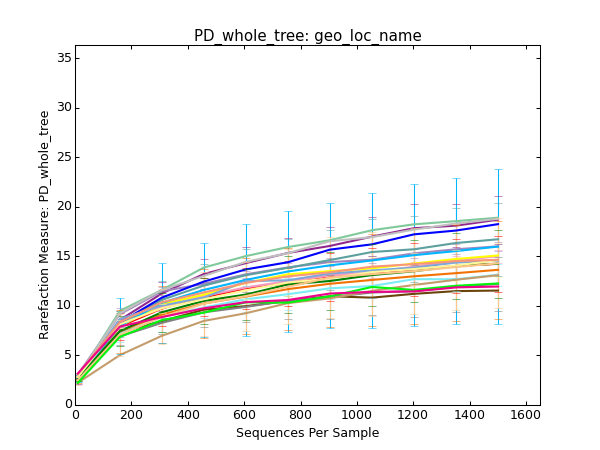 PD_whole_tree: geo_loc_name
Rarefaction Measure: PD_whole_tree
35
30
25
20
15
10
5
0
0 200 400 600 800 1000 1200 1400 1600
Sequences Per Sample